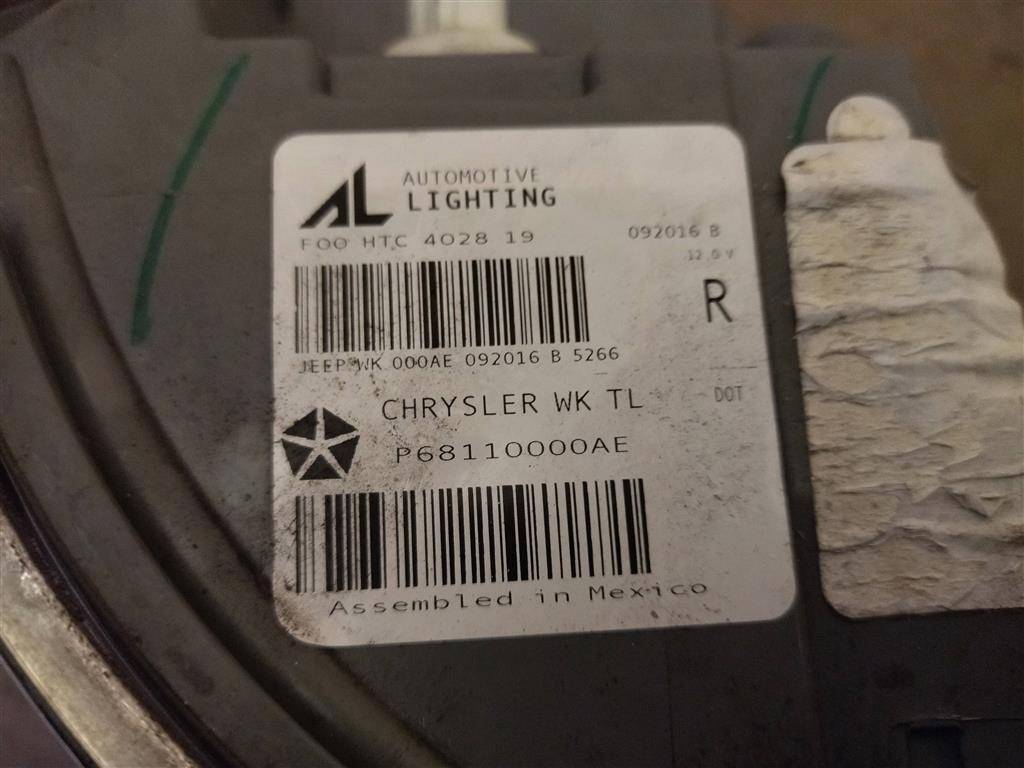 AL AUTOMOTIVE
LIGHTING
F00 HTC 4028 19
092016 B
12.0 V
R
JEEP WK 000AE 092016 B 5266
CHRYSLER WK TL
DOT
P68110000AE
Assembled in Mexico